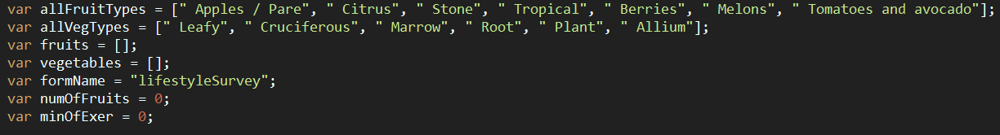 var allFruitTypes = [" Apples / Pare", " Citrus", " Stone", " Tropical", " Berries", " Melons", " Tomatoes and avocado"];
var allVegTypes = [" Leafy", " Cruciferous", " Marrow", " Root", " Plant", " Allium"];
var fruits = [];
var vegetables = [];
var formName = "lifestyleSurvey";
var numOfFruits = 0;
var minOfExer = 0;